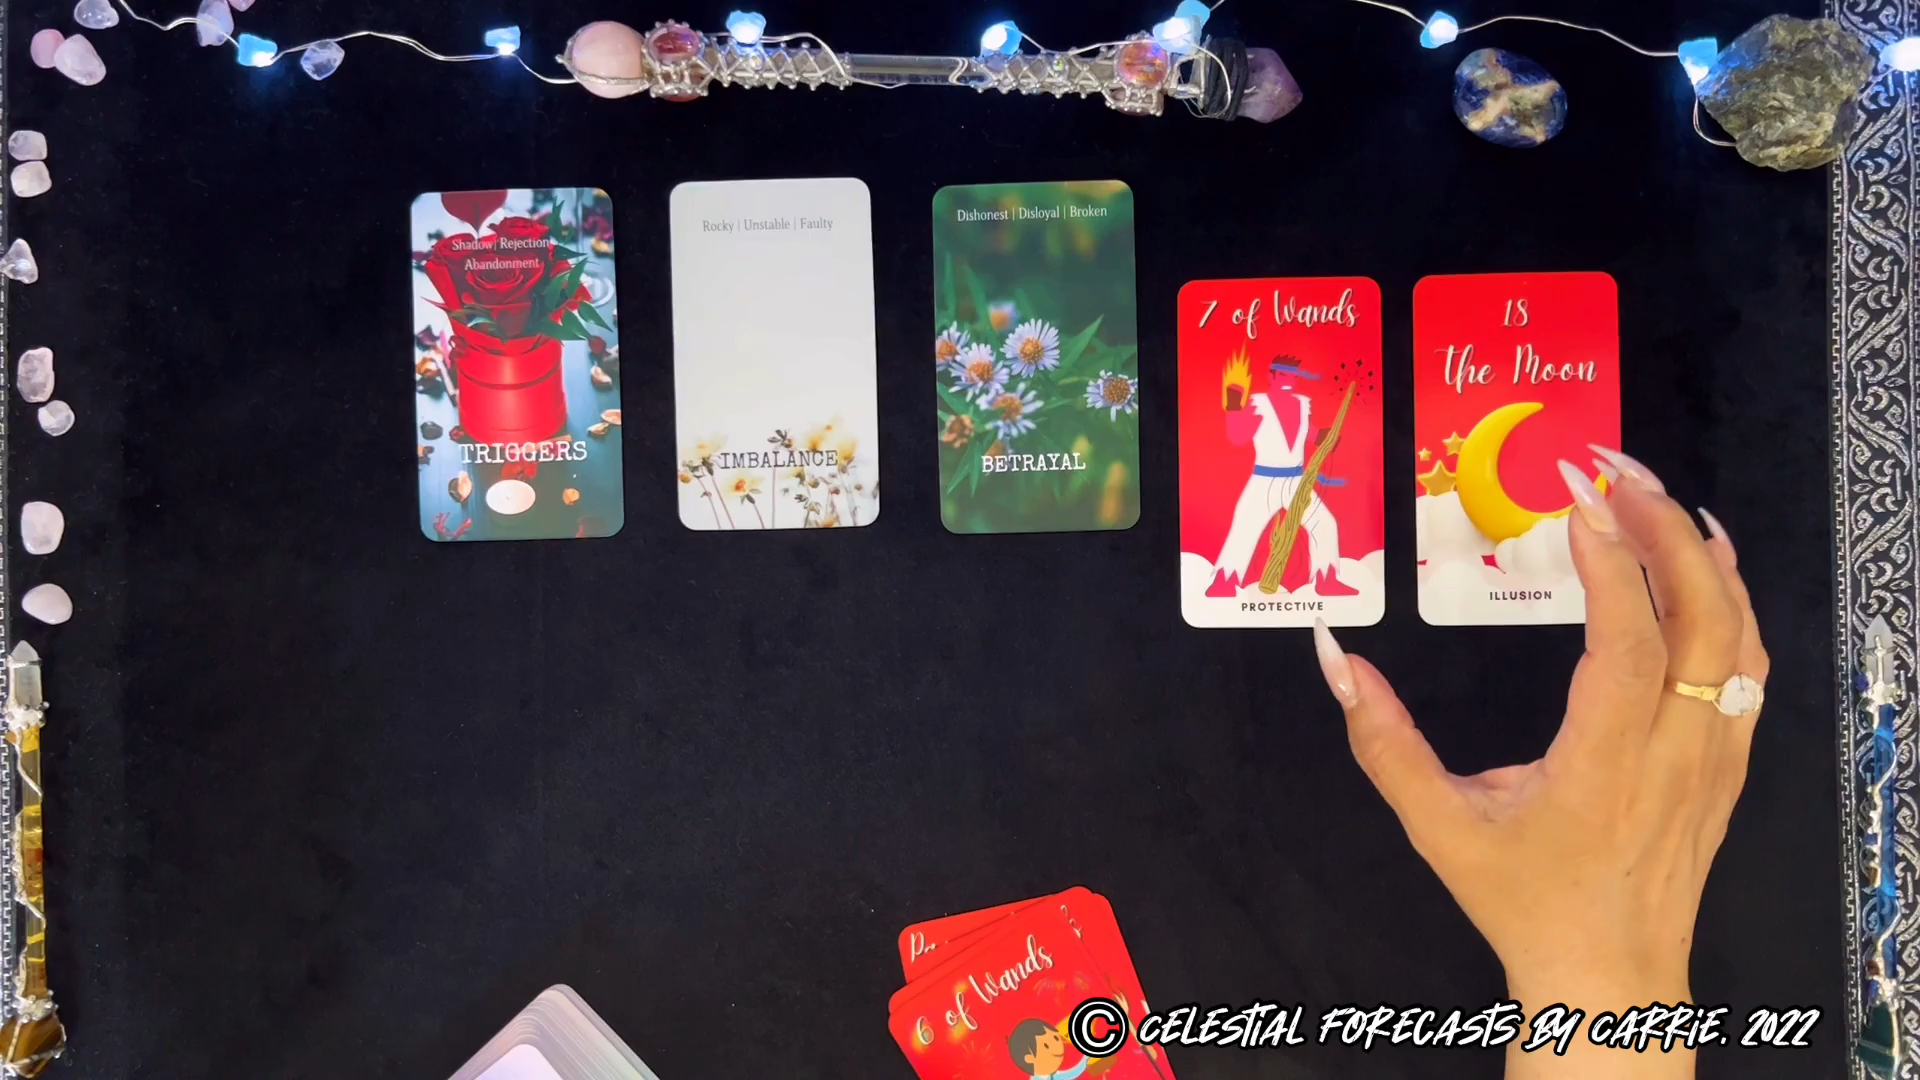 Shadow| Rejection
Abandonment
TRIGGERS
Rocky | Unstable | Faulty
IMBALANCE
Dishonest | Disloyal | Broken
BETRAYAL
7 of Wands
PROTECTIVE
18
the Moon
ILLUSION
6 of Wands
© CELESTIAL FORECASTS BY CARRIE. 2022